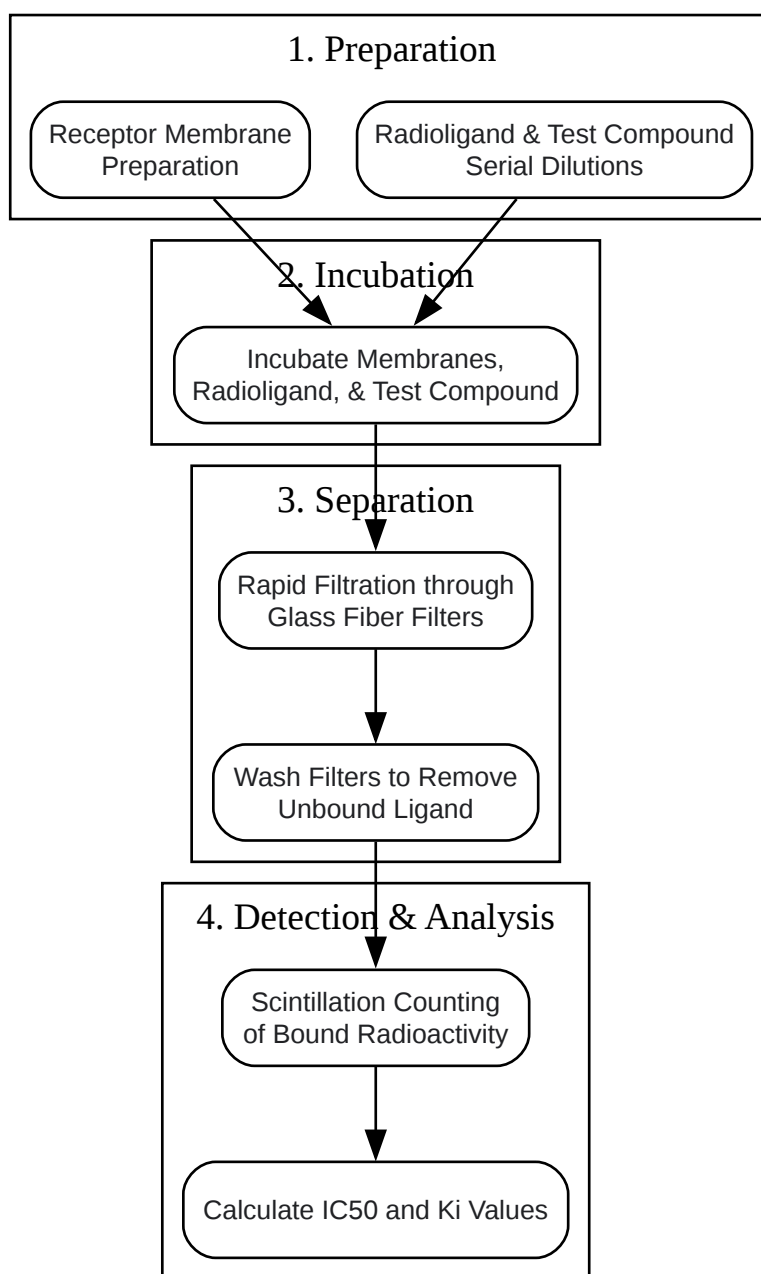 1. Preparation
Receptor Membrane
Preparation
Radioligand & Test Compound
Serial Dilutions
2. Incubation
Incubate Membranes,
Radioligand, & Test Compound
3. Separation
Rapid Filtration through
Glass Fiber Filters
Wash Filters to Remove
Unbound Ligand
4. Detection & Analysis
Scintillation Counting
of Bound Radioactivity
Calculate IC50 and Ki Values